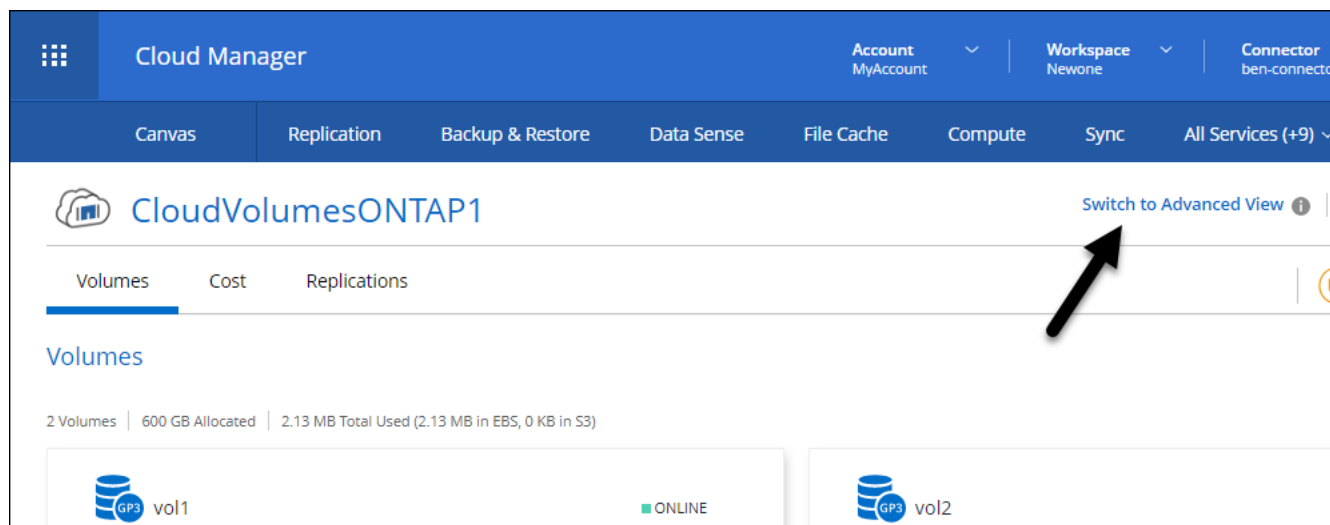 Cloud Manager
Account
MyAccount
Workspace
Newone
Connector
Canvas
Replication
Backup & Restore
Data Sense
File Cache
Compute
Sync
All Services (+9)
CloudVolumesONTAP1
Switch to Advanced View
Volumes
Cost
Replications
Volumes
2 Volumes
600 GB Allocated
2.13 MB Total Used (2.13 MB in EBS, 0 KB in S3)
GP3
vol1
ONLINE
GP3
vol2